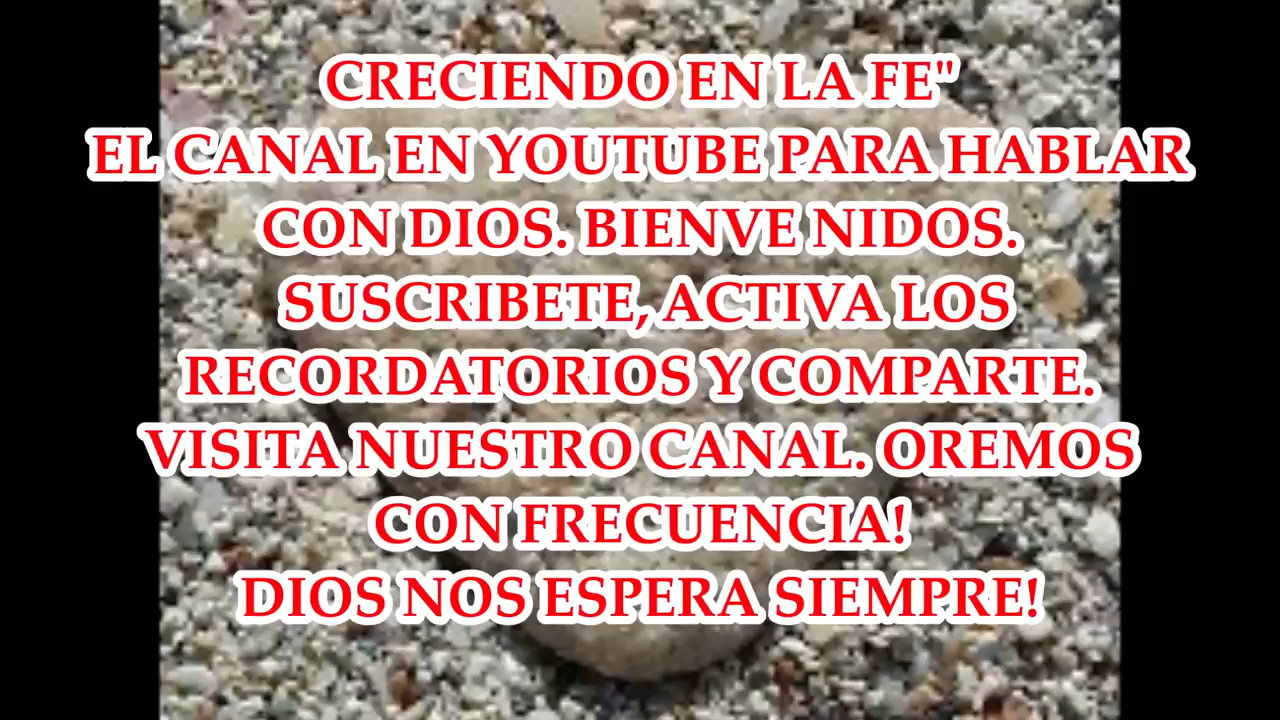 CRECIENDO EN LA FE"
EL CANAL EN YOUTUBE PARA HABLAR
CON DIOS. BIENVE NIDOS.
SUSCRIBETE, ACTIVA LOS
RECORDATORIOS Y COMPARTE.
VISITA NUESTRO CANAL. OREMOS
CON FRECUENCIA!
DIOS NOS ESPERA SIEMPRE!